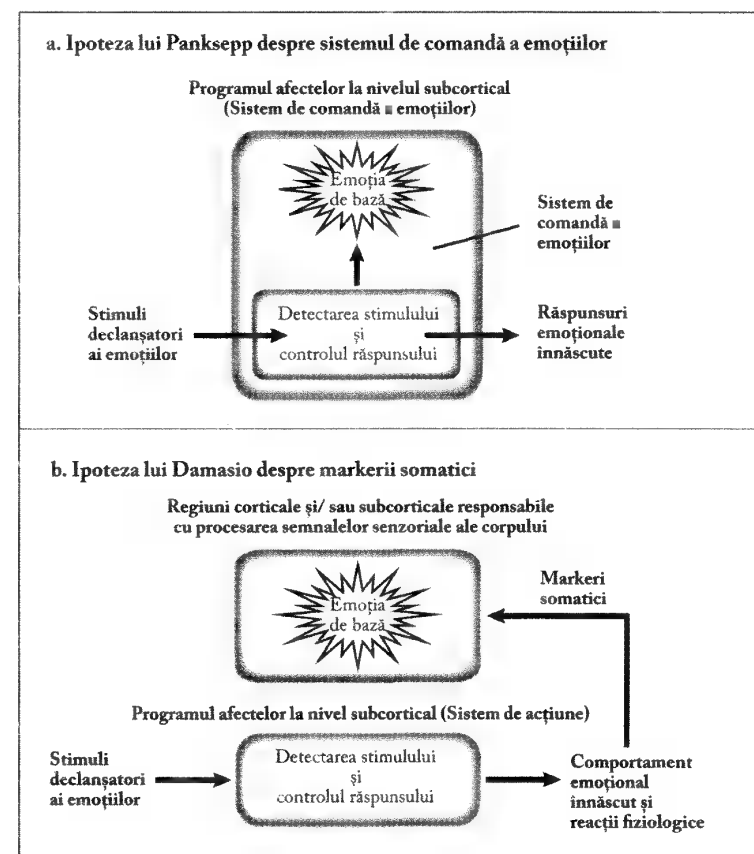 a. Ipoteza lui Panksepp despre sistemul de comandă a emoțiilor
Programul afectelor la nivelul subcortical
(Sistem de comandă emoțiilor)
Emoția
de bază
Sistem de
comandă
emoțiilor
Stimuli
declanșatori
ai emoțiilor
Detectarea stimulului
și
controlul răspunsului
Răspunsuri
emoționale
înnăscute
b. Ipoteza lui Damasio despre markerii somatici
Regiuni corticale și/ sau subcorticale responsabile
cu procesarea semnalelor senzoriale ale corpului
Emoția
de bază
Markeri
somatici
Programul afectelor la nivel subcortical (Sistem de acțiune)
Stimuli
declanșatori
ai emoțiilor
Detectarea stimulului
și
controlul răspunsului
Comportament
emoțional
înnăscut și
reacții fiziologice